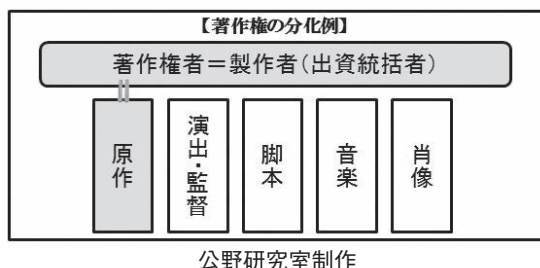 【著作権の分化例】
著作権者＝製作者(出資統括者)
原作
演出・監督
脚本
音楽
肖像
公野研究室制作